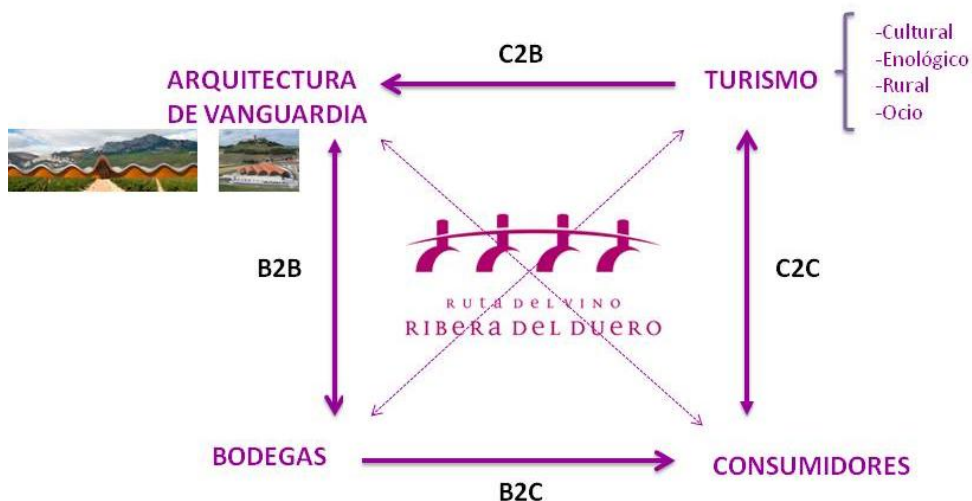 C2B
ARQUITECTURA
DE VANGUARDIA
TURISMO
-Cultural
-Enológico
-Rural
-Ocio
B2B
C2C
RUTA DEL VINO
RIBERA DEL DUERO
BODEGAS
CONSUMIDORES
B2C